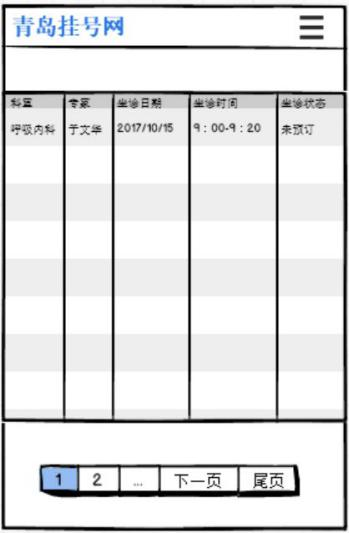 青岛挂号网
科室 专家 坐诊日期 坐诊时间 坐诊状态
呼吸内科 于文华 2017/10/15 9：00-9：20 未预订
1 2 ... 下一页 尾页